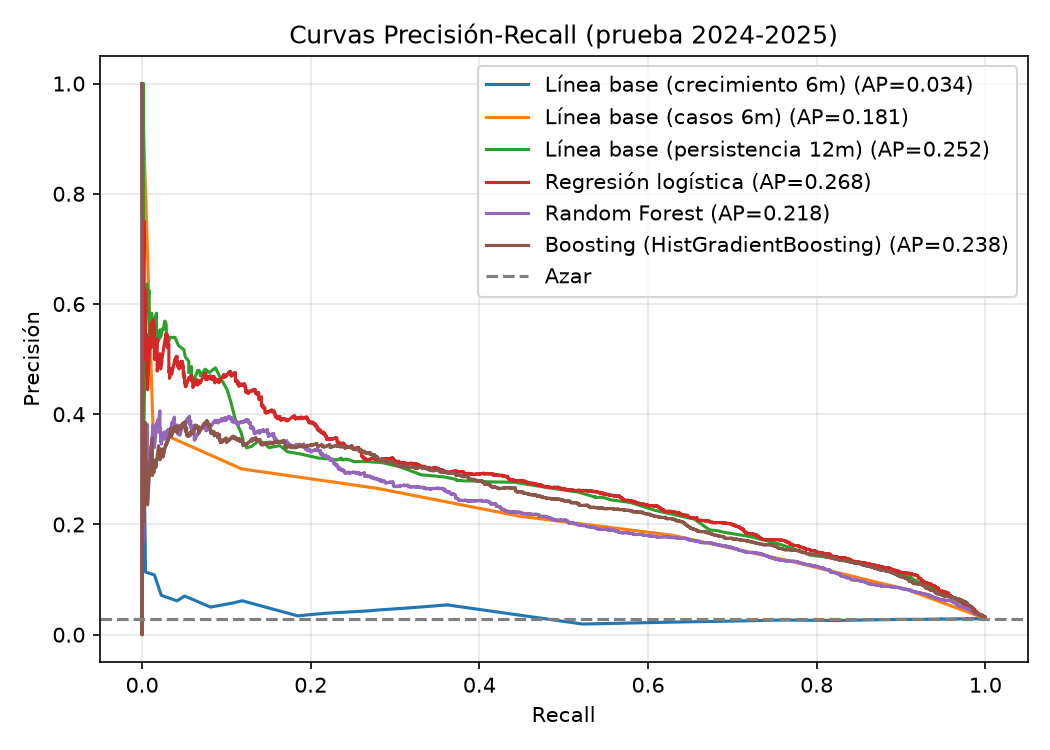 Curvas Precisión-Recall (prueba 2024-2025)
Línea base (crecimiento 6m) (AP=0.034)
Línea base (casos 6m) (AP=0.181)
Línea base (persistencia 12m) (AP=0.252)
Regresión logística (AP=0.268)
Random Forest (AP=0.218)
Boosting (HistGradientBoosting) (AP=0.238)
Azar
Precisión
1.0
0.8
0.6
0.4
0.2
0.0
0.0 0.2 0.4 0.6 0.8 1.0
Recall